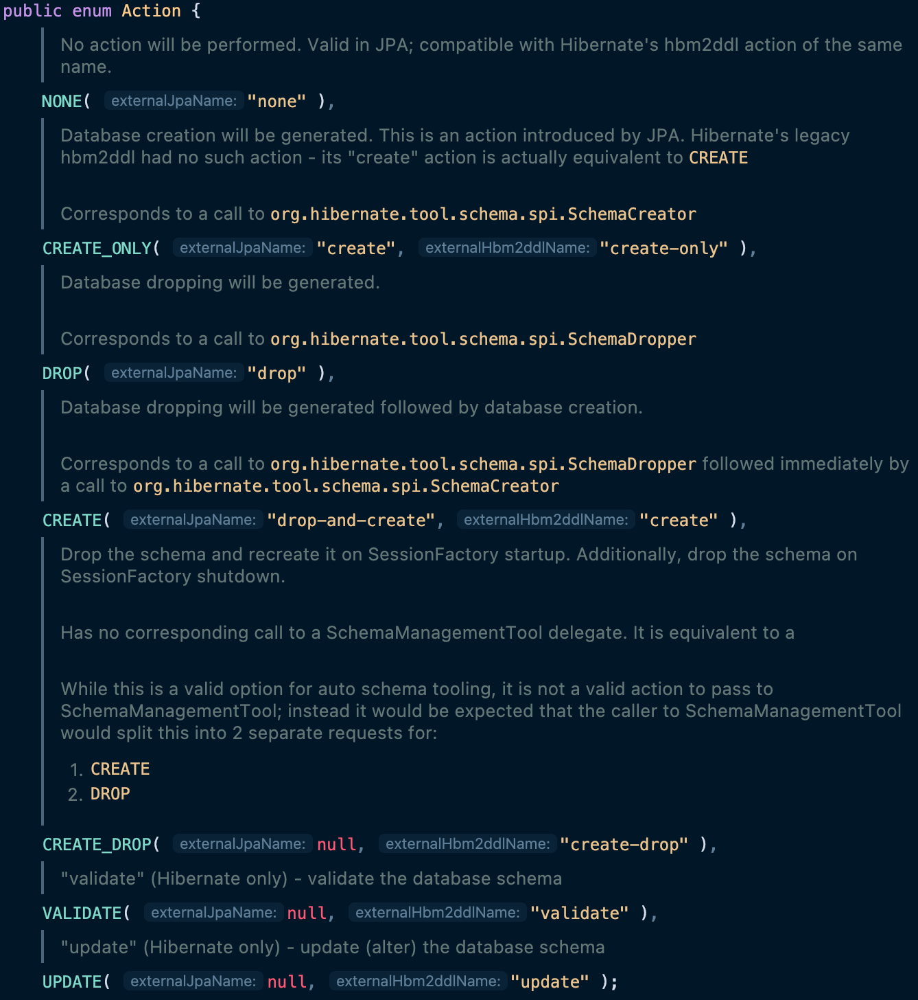 public enum Action {
No action will be performed. Valid in JPA; compatible with Hibernate's hbm2ddl action of the same
name.
NONE( externalJpaName: "none" ),
Database creation will be generated. This is an action introduced by JPA. Hibernate's legacy
hbm2ddl had no such action - its "create" action is actually equivalent to CREATE
Corresponds to a call to org.hibernate.tool.schema.spi.SchemaCreator
CREATE_ONLY( externalJpaName: "create", externalHbm2ddlName: "create-only" ),
Database dropping will be generated.
Corresponds to a call to org.hibernate.tool.schema.spi.SchemaDropper
DROP( externalJpaName: "drop" ),
Database dropping will be generated followed by database creation.
Corresponds to a call to org.hibernate.tool.schema.spi.SchemaDropper followed immediately by
a call to org.hibernate.tool.schema.spi.SchemaCreator
CREATE( externalJpaName: "drop-and-create", externalHbm2ddlName: "create" ),
Drop the schema and recreate it on SessionFactory startup. Additionally, drop the schema on
SessionFactory shutdown.
Has no corresponding call to a SchemaManagementTool delegate. It is equivalent to a
While this is a valid option for auto schema tooling, it is not a valid action to pass to
SchemaManagementTool; instead it would be expected that the caller to SchemaManagementTool
would split this into 2 separate requests for:
1. CREATE
2. DROP
CREATE_DROP( externalJpaName: null, externalHbm2ddlName: "create-drop" ),
"validate" (Hibernate only) - validate the database schema
VALIDATE( externalJpaName: null, externalHbm2ddlName: "validate" ),
"update" (Hibernate only) - update (alter) the database schema
UPDATE( externalJpaName: null, externalHbm2ddlName: "update" );